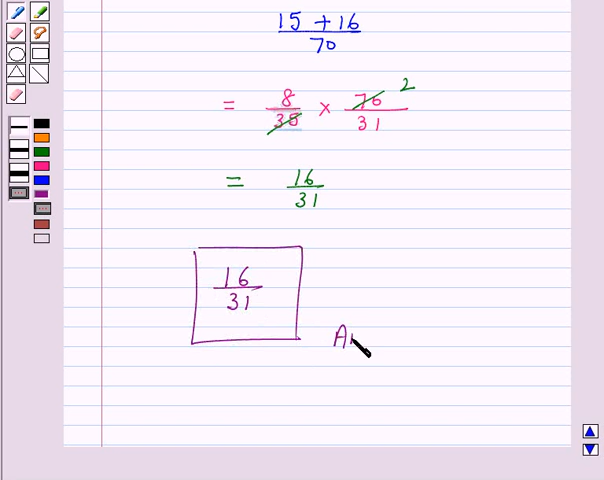 15 + 16
70
= 8/35 × 70/31 2
= 16/31
16
31